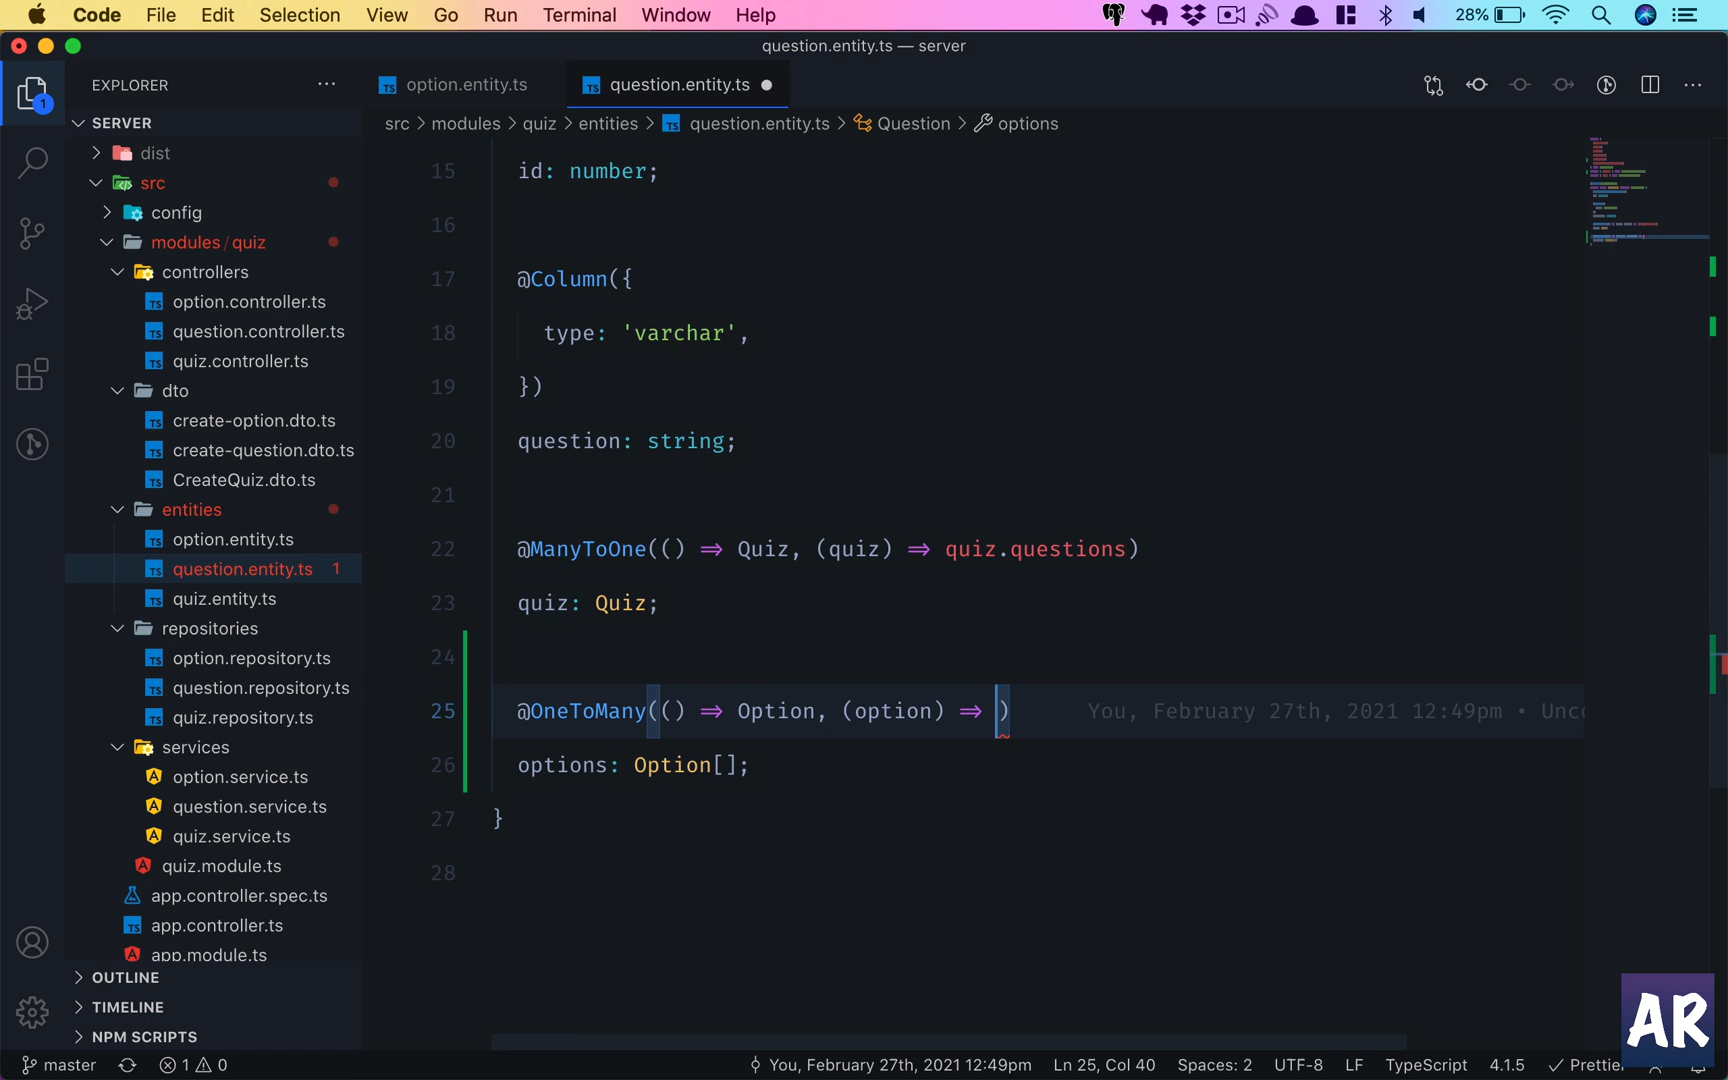 Code File Edit Selection View Go Run Terminal Window Help 28%
question.entity.ts — server
EXPLORER
option.entity.ts
question.entity.ts
src > modules > quiz > entities > question.entity.ts > Question > options
1
SERVER
dist
src
config
modules / quiz
controllers
option.controller.ts
question.controller.ts
quiz.controller.ts
dto
create-option.dto.ts
create-question.dto.ts
CreateQuiz.dto.ts
entities
option.entity.ts
question.entity.ts 1
quiz.entity.ts
repositories
option.repository.ts
question.repository.ts
quiz.repository.ts
services
option.service.ts
question.service.ts
quiz.service.ts
quiz.module.ts
app.controller.spec.ts
app.controller.ts
app.module.ts
OUTLINE
TIMELINE
NPM SCRIPTS
15 id: number;
16
17 @Column({
18 type: 'varchar',
19 })
20 question: string;
21
22 @ManyToOne(() => Quiz, (quiz) => quiz.questions)
23 quiz: Quiz;
24
25 @OneToMany(() => Option, (option) => ) You, February 27th, 2021 12:49pm • Unco
26 options: Option[];
27 }
28
AR
master 1 0 You, February 27th, 2021 12:49pm Ln 25, Col 40 Spaces: 2 UTF-8 LF TypeScript 4.1.5 Prettier